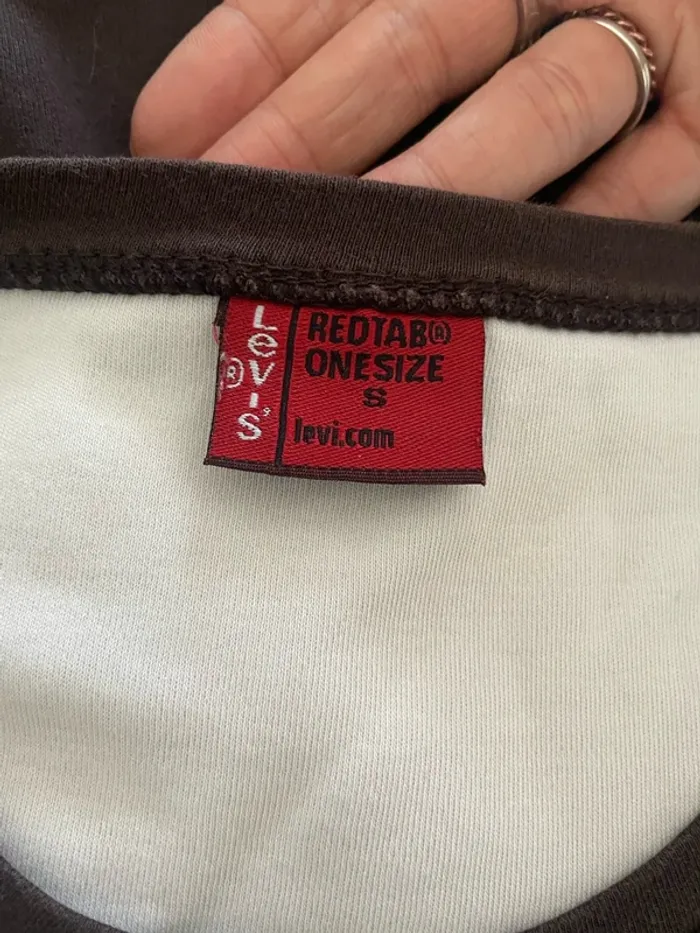 LeVI'S
®
REDTAB®
ONESIZE
S
levi.com